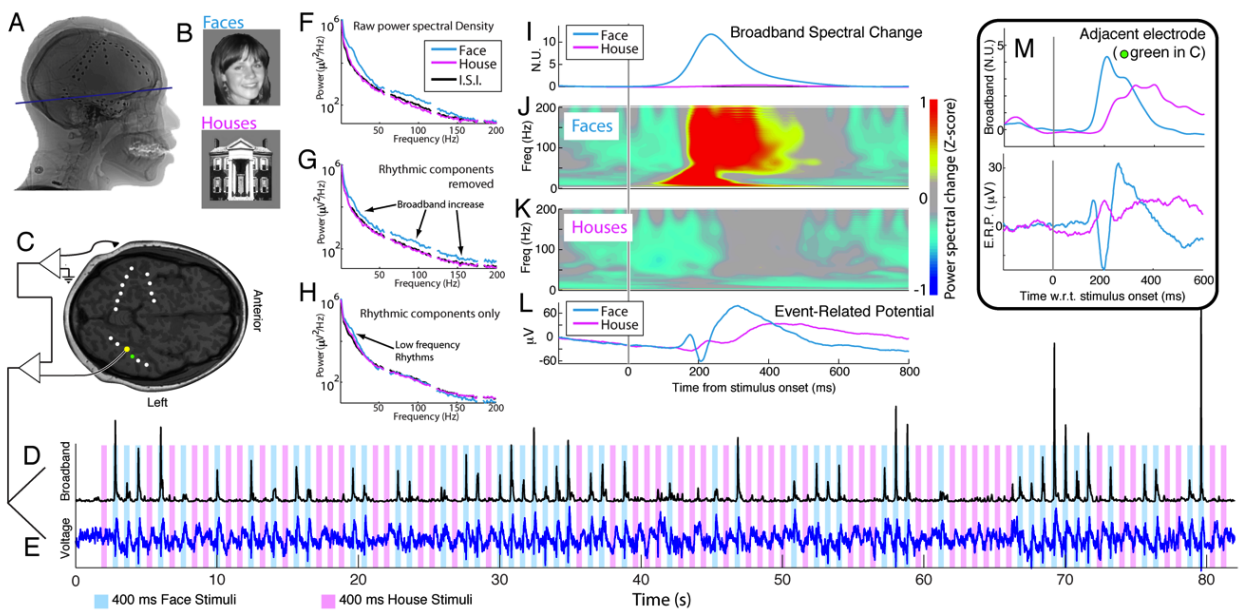 A
B
Faces
Houses
C
Anterior
Left
F
Raw power spectral Density
Face
House
I.S.I.
Power(μV²/Hz)
10⁶
10²
50 100 150 200
Frequency (Hz)
G
Rhythmic components
removed
Broadband increase
Power(μV²/Hz)
10⁶
10²
50 100 150 200
Frequency (Hz)
H
Rhythmic components only
Low frequency
Rhythms
Power(μV²/Hz)
10⁶
10²
50 100 150 200
Frequency (Hz)
I
Face
House
Broadband Spectral Change
N.U.
10
5
0
J
Faces
Freq (Hz)
200
100
0
K
Houses
Freq (Hz)
200
100
0
1
0
-1
Power spectral change (Z-score)
L
Face
House
Event-Related Potential
μV
60
0
-60
0 200 400 600 800
Time from stimulus onset (ms)
M
Adjacent electrode
( green in C)
Broadband (N.U.)
5
0
E.R.P. (μV)
30
0
0 200 400 600
Time w.r.t. stimulus onset (ms)
D
Broadband
E
Voltage
0 10 20 30 40 50 60 70 80
Time (s)
400 ms Face Stimuli
400 ms House Stimuli